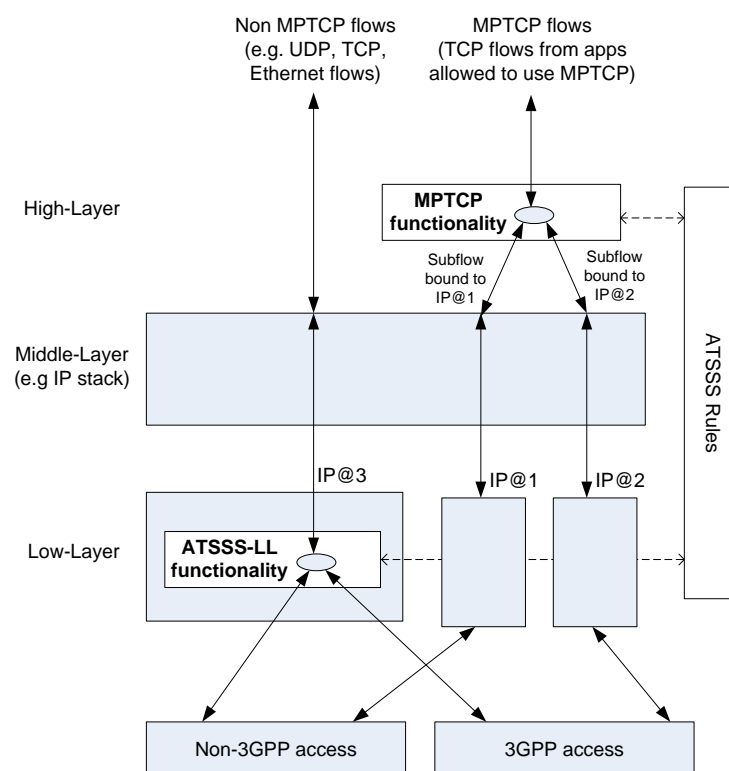 Non MPTCP flows
(e.g. UDP, TCP,
Ethernet flows)
MPTCP flows
(TCP flows from apps
allowed to use MPTCP)
High-Layer
MPTCP
functionality
Subflow
bound to
IP@1
Subflow
bound to
IP@2
ATSSS Rules
Middle-Layer
(e.g IP stack)
IP@3
IP@1
IP@2
Low-Layer
ATSSS-LL
functionality
Non-3GPP access
3GPP access